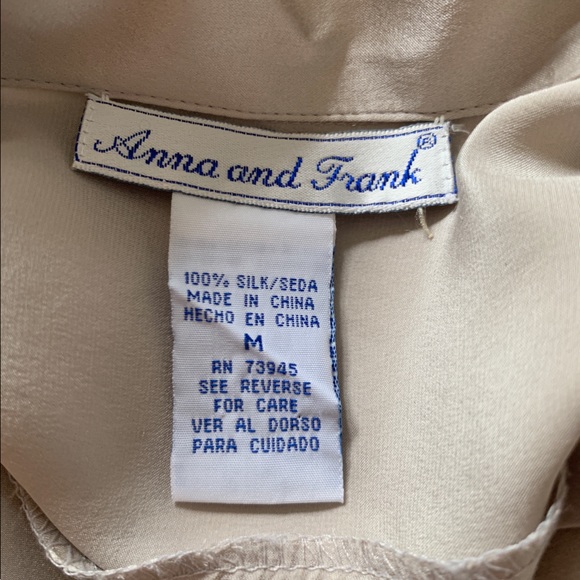 Anna and Frank®
100% SILK/SEDA
MADE IN CHINA
HECHO EN CHINA
M
RN 73945
SEE REVERSE
FOR CARE
VER AL DORSO
PARA CUIDADO